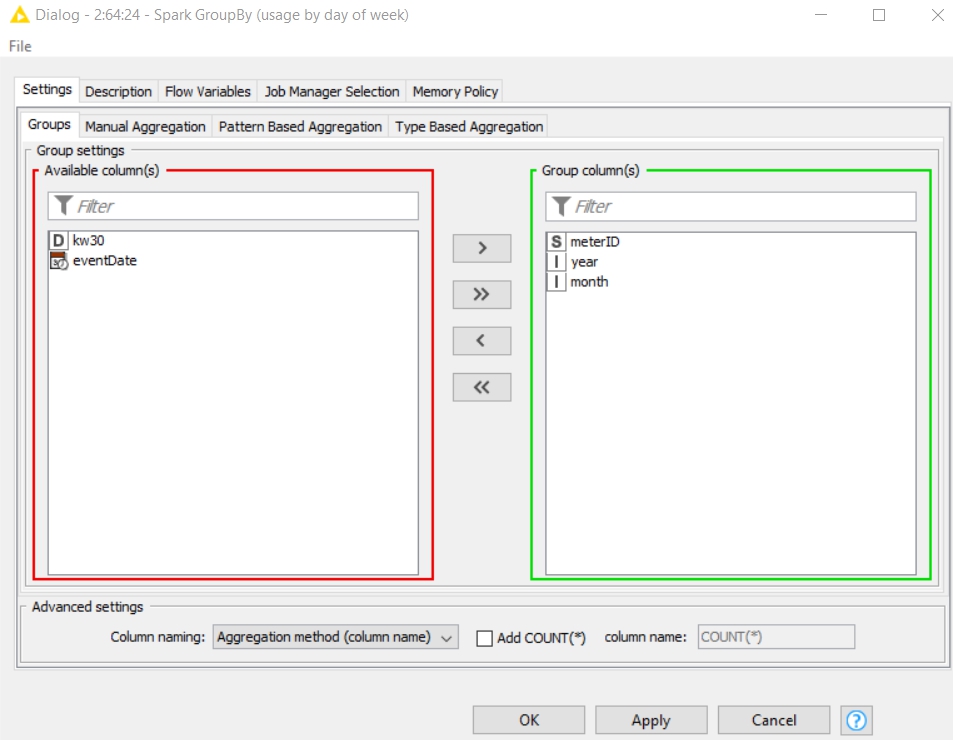 Dialog - 2:64:24 - Spark GroupBy (usage by day of week)
File
Settings Description Flow Variables Job Manager Selection Memory Policy
Groups Manual Aggregation Pattern Based Aggregation Type Based Aggregation
Group settings
Available column(s) Group column(s)
Filter Filter
D kw30 S meterID
eventDate I year
I month
> 
>>
<
<<
Advanced settings
Column naming: Aggregation method (column name) Add COUNT(*) column name: COUNT(*)
OK Apply Cancel ?